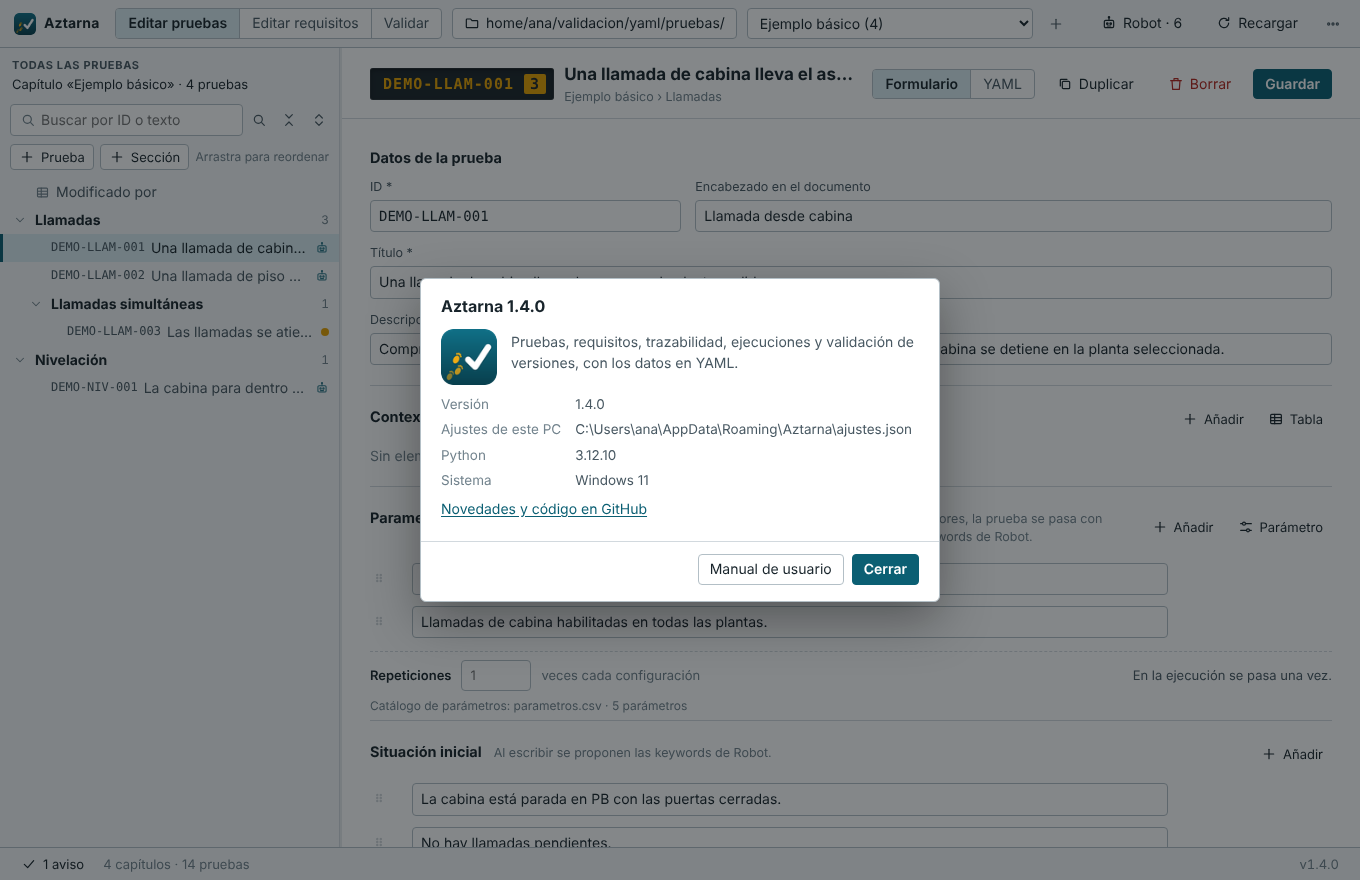 Aztarna
Editar pruebas
Editar requisitos
Validar
home/ana/validacion/yaml/pruebas/
Ejemplo básico (4)
Robot · 6
Recargar
TODAS LAS PRUEBAS
Capítulo «Ejemplo básico» · 4 pruebas
Buscar por ID o texto
Prueba
Sección
Arrastra para reordenar
Modificado por
Llamadas 3
DEMO-LLAM-001 Una llamada de cabin...
DEMO-LLAM-002 Una llamada de piso ...
Llamadas simultáneas 1
DEMO-LLAM-003 Las llamadas se atie...
Nivelación 1
DEMO-NIV-001 La cabina para dentro ...
DEMO-LLAM-001 3
Una llamada de cabina lleva el as...
Ejemplo básico › Llamadas
Formulario
YAML
Duplicar
Borrar
Guardar
Datos de la prueba
ID *
Encabezado en el documento
DEMO-LLAM-001
Llamada desde cabina
Título *
Una
Descripc
Compr
abina se detiene en la planta seleccionada.
Contex
Añadir
Tabla
Sin elem
Parame
ores, la prueba se pasa con
words de Robot.
Añadir
Parámetro
Llamadas de cabina habilitadas en todas las plantas.
Repeticiones 1 veces cada configuración
En la ejecución se pasa una vez.
Catálogo de parámetros: parametros.csv · 5 parámetros
Situación inicial
Al escribir se proponen las keywords de Robot.
Añadir
La cabina está parada en PB con las puertas cerradas.
No hay llamadas pendientes.
Aztarna 1.4.0
Pruebas, requisitos, trazabilidad, ejecuciones y validación de
versiones, con los datos en YAML.
Versión 1.4.0
Ajustes de este PC C:\Users\ana\AppData\Roaming\Aztarna\ajustes.json
Python 3.12.10
Sistema Windows 11
Novedades y código en GitHub
Manual de usuario
Cerrar
1 aviso
4 capítulos · 14 pruebas
v1.4.0